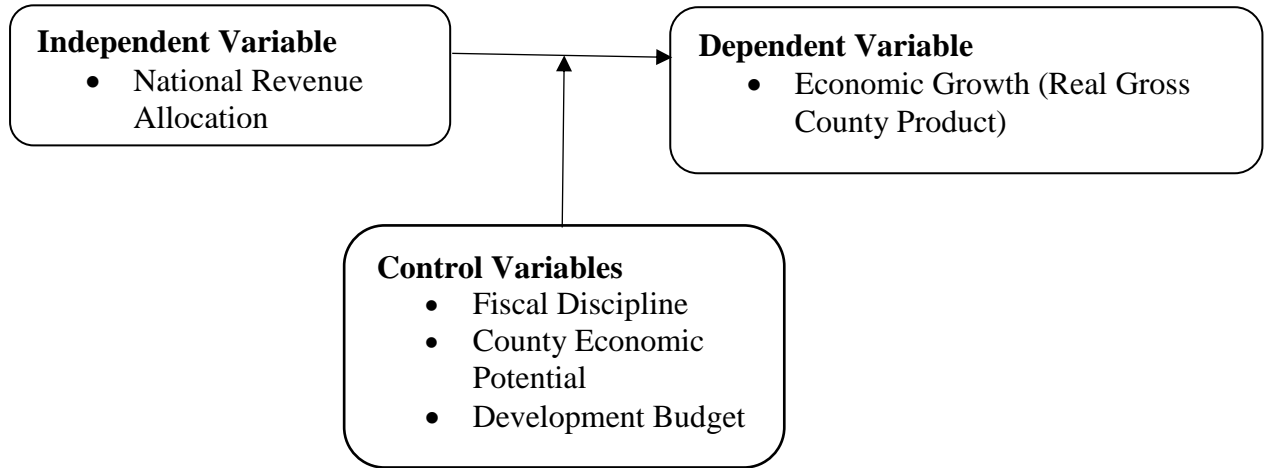 Independent Variable
• National Revenue
Allocation
Dependent Variable
• Economic Growth (Real Gross
County Product)
Control Variables
• Fiscal Discipline
• County Economic
Potential
• Development Budget